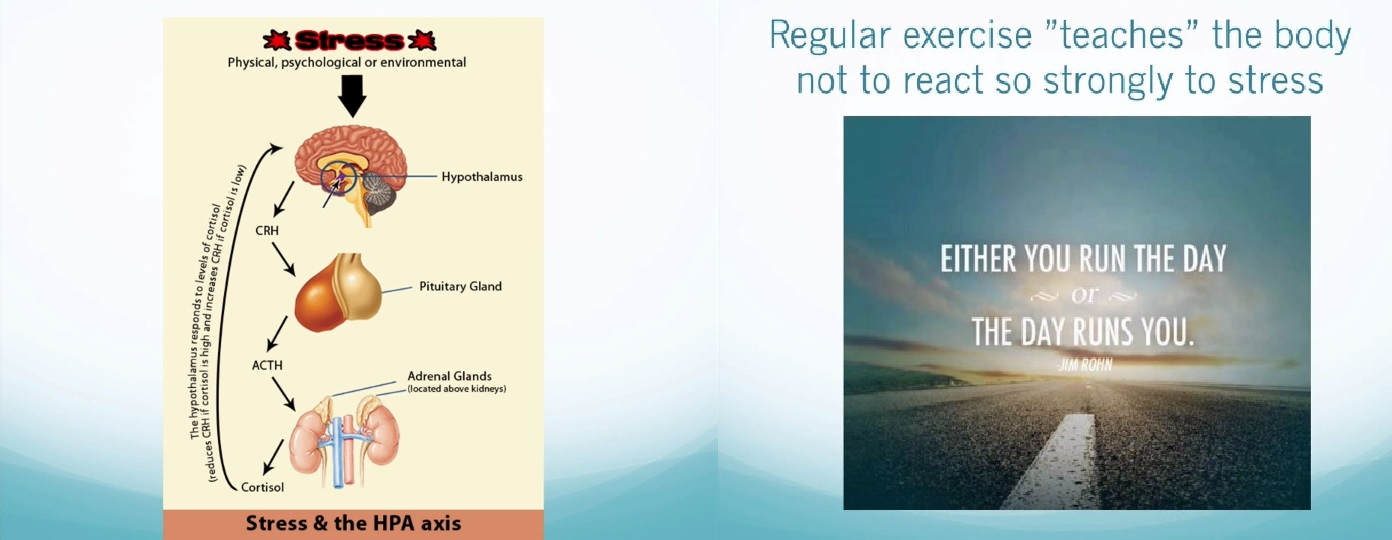 Stress
Physical, psychological or environmental
Hypothalamus
CRH
Pituitary Gland
ACTH
Adrenal Glands
(located above kidneys)
Cortisol
The hypothalamus responds to levels of cortisol
(reduces CRH if cortisol is high and increases CRH if cortisol is low)
Stress & the HPA axis
Regular exercise ”teaches” the body
not to react so strongly to stress
EITHER YOU RUN THE DAY
or
THE DAY RUNS YOU.
-JIM ROHN